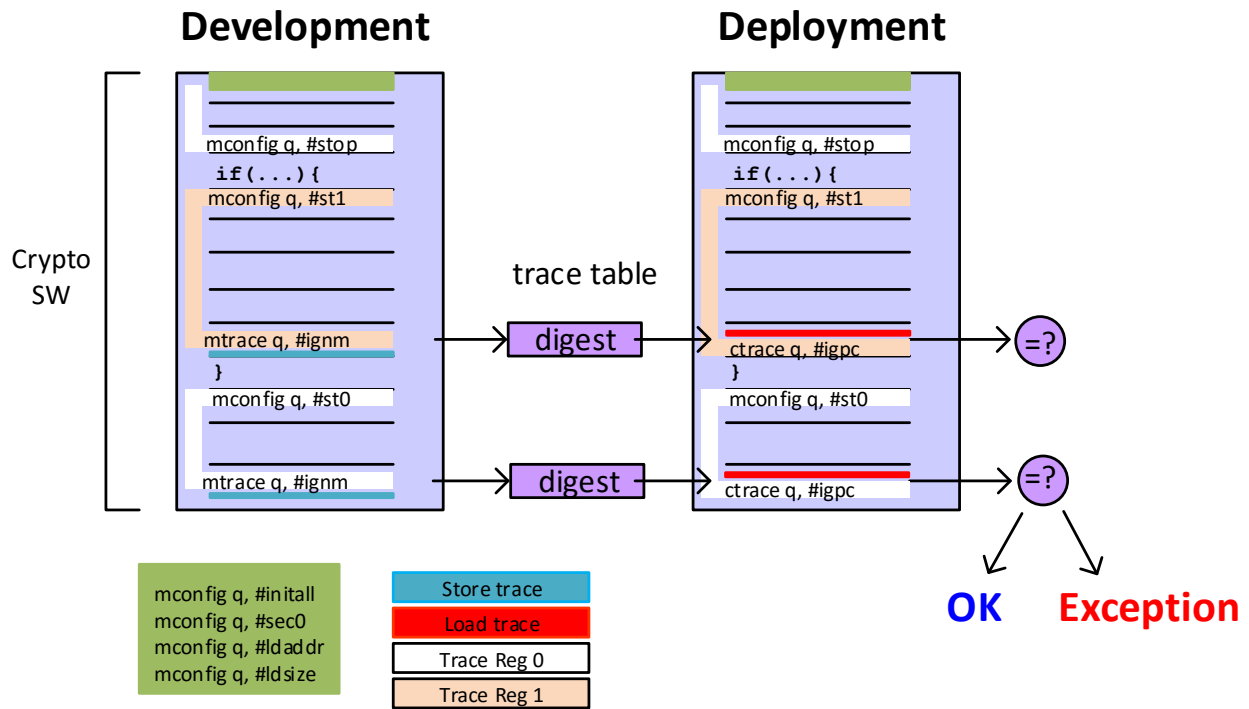 Development
Deployment
mconfig q, #stop
if(...){
mconfig q, #st1
mtrace q, #ignm
}
mconfig q, #st0
mtrace q, #ignm
Crypto
SW
trace table
digest
digest
mconfig q, #stop
if(...){
mconfig q, #st1
ctrace q, #igpc
}
mconfig q, #st0
ctrace q, #igpc
=?
=?
OK
Exception
mconfig q, #initall
mconfig q, #sec0
mconfig q, #ldaddr
mconfig q, #ldsize
Store trace
Load trace
Trace Reg 0
Trace Reg 1